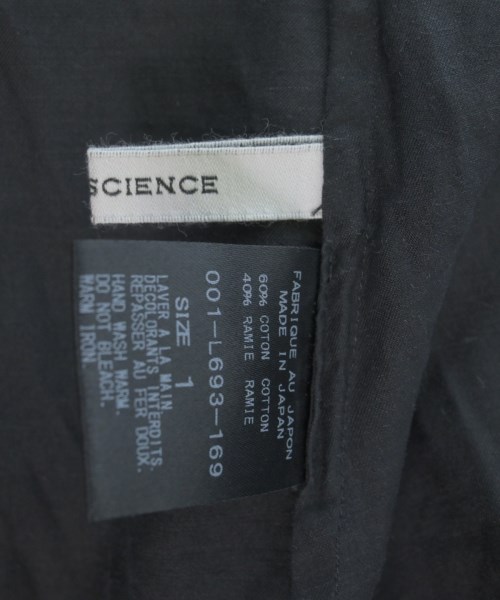 SCIENCE
FABRIQUE AU JAPON
MADE IN JAPAN
60% COTON COTTON
40% RAMIE RAMIE
001-L693-169
SIZE 1
LAVER A LA MAIN
DECOLORANTS INTERDITS.
REPASSER AU FER DOUX.
HAND WASH WARM.
DO NOT BLEACH.
WARM IRON.